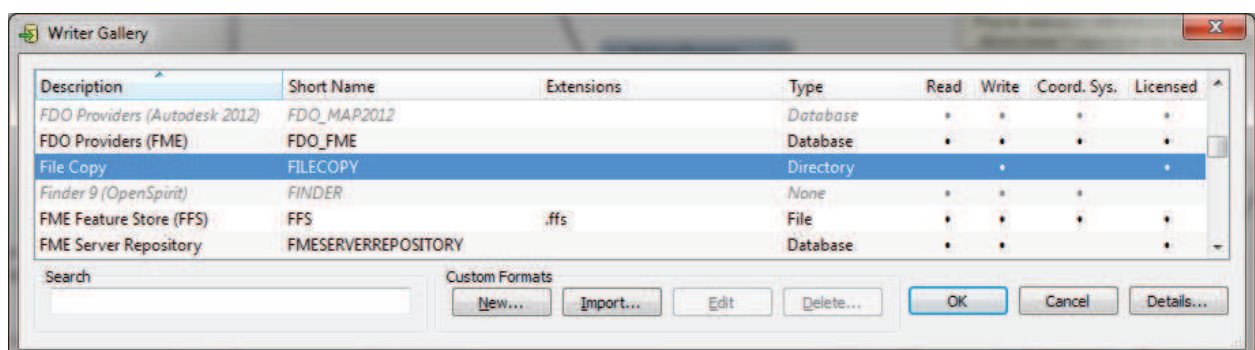 Writer Gallery
Description Short Name Extensions Type Read Write Coord. Sys. Licensed
FDO Providers (Autodesk 2012) FDO_MAP2012 Database • • • •
FDO Providers (FME) FDO_FME Database • • • •
File Copy FILECOPY Directory • •
Finder 9 (OpenSpirit) FINDER None • • •
FME Feature Store (FFS) FFS .ffs File • • • •
FME Server Repository FMESERVERREPOSITORY Database • • •
Search Custom Formats
New... Import... Edit Delete... OK Cancel Details...